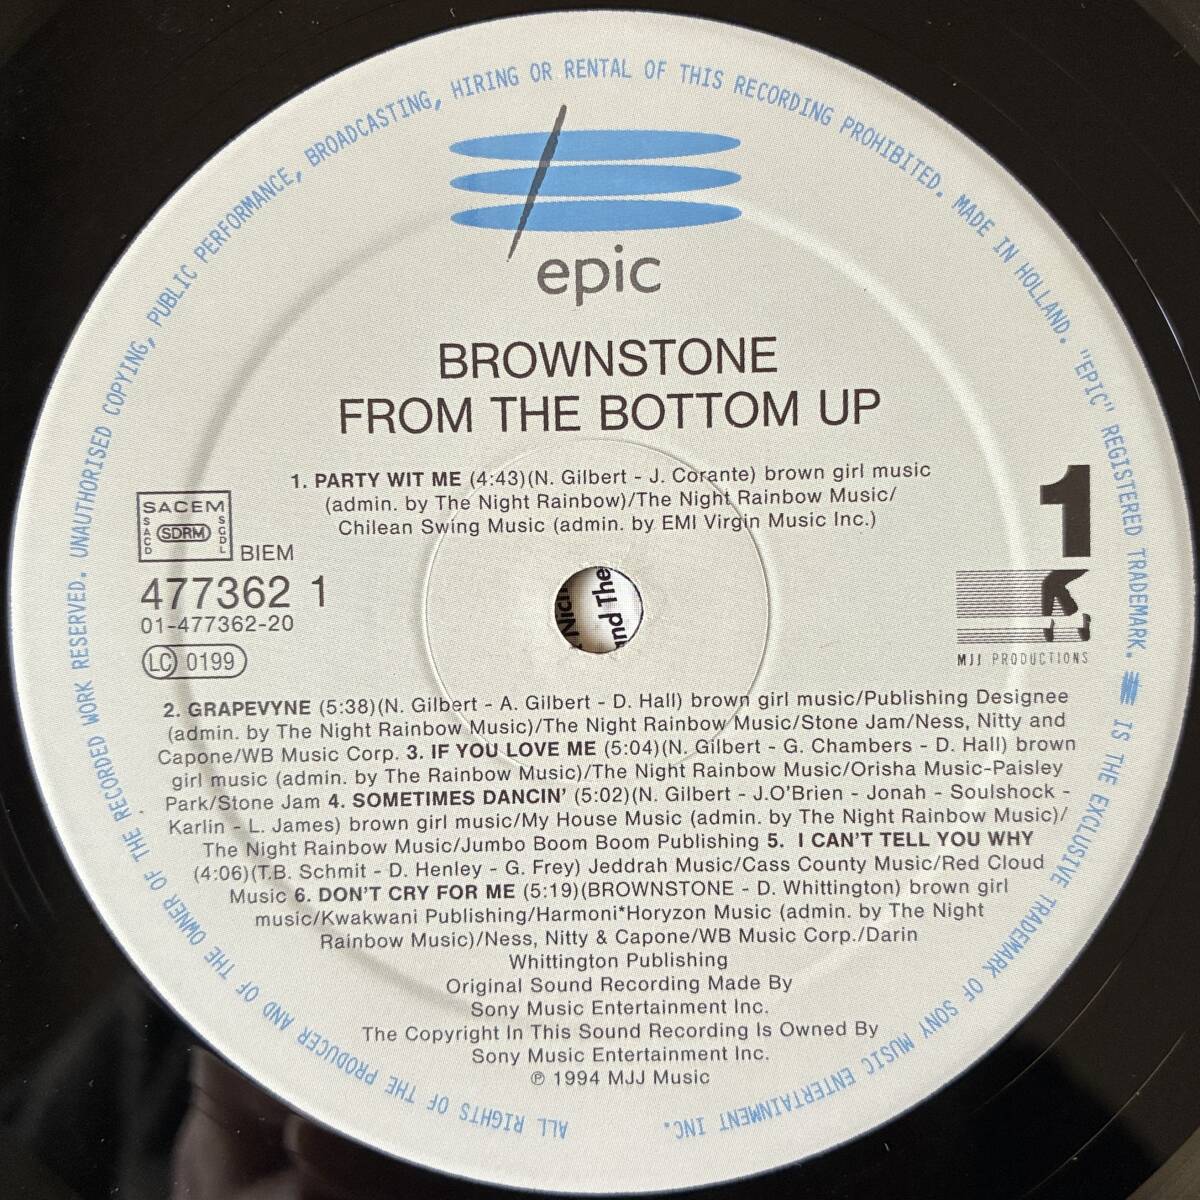 UNAUTHORISED COPYING, PUBLIC PERFORMANCE, BROADCASTING, HIRING OR RENTAL OF THIS RECORDING PROHIBITED. MADE IN HOLLAND. "EPIC" REGISTERED TRADEMARK.
IS THE EXCLUSIVE TRADEMARK OF SONY MUSIC ENTERTAINMENT INC.
ALL RIGHTS OF THE PRODUCER AND OF THE OWNER OF THE RECORDED WORK RESERVED.
epic
BROWNSTONE
FROM THE BOTTOM UP
1. PARTY WIT ME (4:43)(N. Gilbert - J. Corante) brown girl music
(admin. by The Night Rainbow)/The Night Rainbow Music/
Chilean Swing Music (admin. by EMI Virgin Music Inc.)
SACEM
SACD
SDRM
SGDL
BIEM
477362 1
01-477362-20
LC 0199
1
MJJ PRODUCTIONS
nd The
2. GRAPEVYNE (5:38)(N. Gilbert - A. Gilbert - D. Hall) brown girl music/Publishing Designee
(admin. by The Night Rainbow Music)/The Night Rainbow Music/Stone Jam/Ness, Nitty and
Capone/WB Music Corp. 3. IF YOU LOVE ME (5:04)(N. Gilbert - G. Chambers - D. Hall) brown
girl music (admin. by The Rainbow Music)/The Night Rainbow Music/Orisha Music-Paisley
Park/Stone Jam 4. SOMETIMES DANCIN' (5:02)(N. Gilbert - J.O'Brien - Jonah - Soulshock -
Karlin - L. James) brown girl music/My House Music (admin. by The Night Rainbow Music)/
The Night Rainbow Music/Jumbo Boom Boom Publishing 5. I CAN'T TELL YOU WHY
(4:06)(T.B. Schmit - D. Henley - G. Frey) Jeddrah Music/Cass County Music/Red Cloud
Music 6. DON'T CRY FOR ME (5:19)(BROWNSTONE - D. Whittington) brown girl
music/Kwakwani Publishing/Harmoni*Horyzon Music (admin. by The Night
Rainbow Music)/Ness, Nitty & Capone/WB Music Corp./Darin
Whittington Publishing
Original Sound Recording Made By
Sony Music Entertainment Inc.
The Copyright In This Sound Recording Is Owned By
Sony Music Entertainment Inc.
℗ 1994 MJJ Music